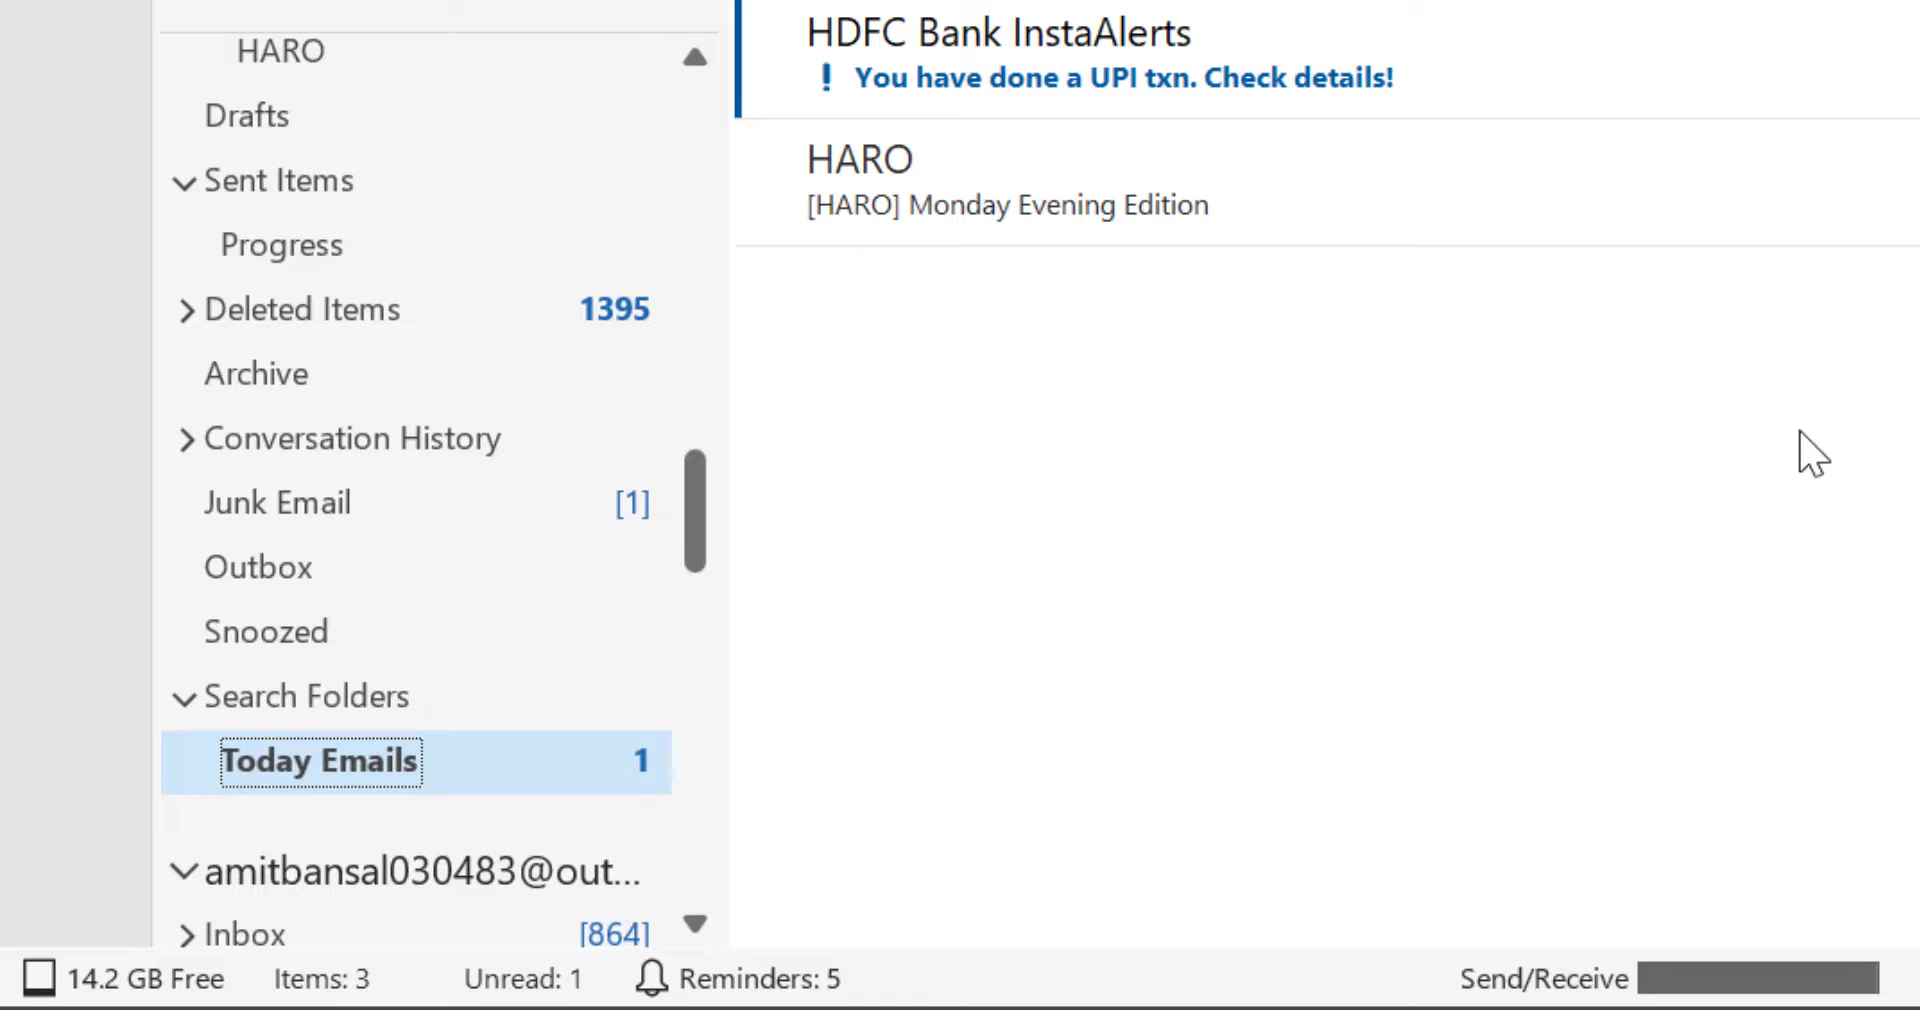 HARO
Drafts
Sent Items
Progress
Deleted Items 1395
Archive
Conversation History
Junk Email [1]
Outbox
Snoozed
Search Folders
Today Emails 1
amitbansal030483@out...
Inbox [864]
HDFC Bank InstaAlerts
! You have done a UPI txn. Check details!
HARO
[HARO] Monday Evening Edition
14.2 GB Free Items: 3 Unread: 1 Reminders: 5 Send/Receive